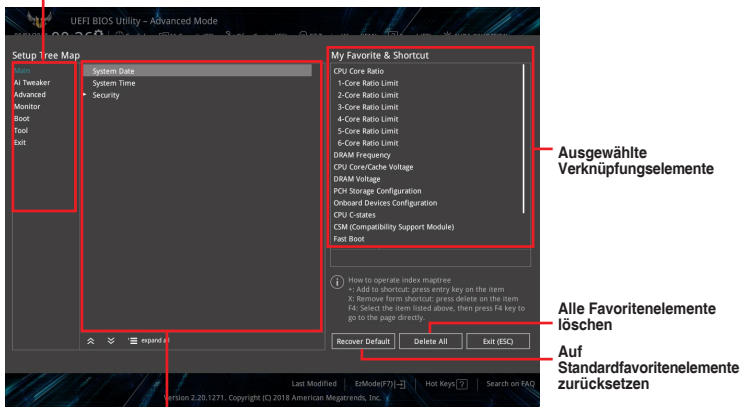 UEFI BIOS Utility – Advanced Mode
Setup Tree Map
My Favorite & Shortcut
Main
Ai Tweaker
Advanced
Monitor
Boot
Tool
Exit
System Date
System Time
Security
CPU Core Ratio
1-Core Ratio Limit
2-Core Ratio Limit
3-Core Ratio Limit
4-Core Ratio Limit
5-Core Ratio Limit
6-Core Ratio Limit
DRAM Frequency
CPU Core/Cache Voltage
DRAM Voltage
PCH Storage Configuration
Onboard Devices Configuration
CPU C-states
CSM (Compatibility Support Module)
Fast Boot
Ausgewählte
Verknüpfungselemente
How to operate index maptree
+: Add to shortcut: press entry key on the item
X: Remove form shortcut: press delete on the item
F4: Select the item listed above, then press F4 key to
go to the page directly.
expand all
Recover Default
Delete All
Exit (ESC)
Alle Favoritenelemente
löschen
Auf
Standardfavoritenelemente
zurücksetzen
Last Modified
EzMode(F7)
Hot Keys ?
Search on FAQ
Version 2.20.1271. Copyright (C) 2018 American Megatrends, Inc.